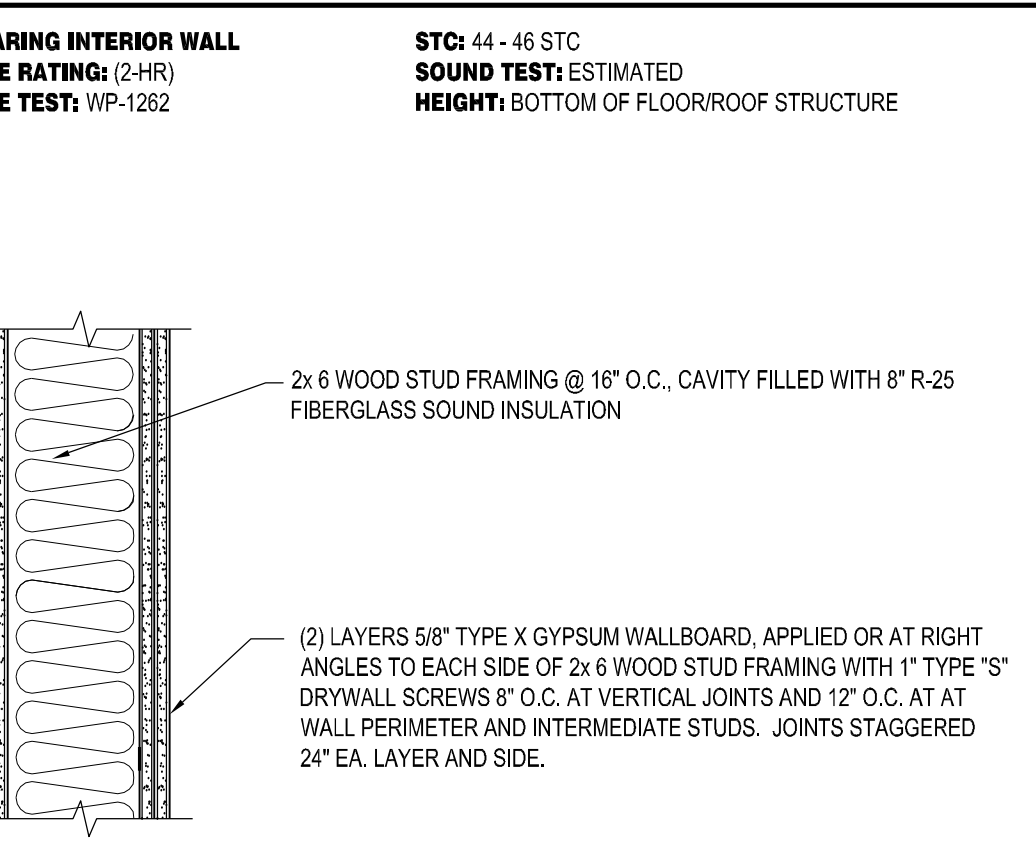 ARING INTERIOR WALL
E RATING: (2-HR)
E TEST: WP-1262
STC: 44 - 46 STC
SOUND TEST: ESTIMATED
HEIGHT: BOTTOM OF FLOOR/ROOF STRUCTURE
2x 6 WOOD STUD FRAMING @ 16" O.C., CAVITY FILLED WITH 8" R-25
FIBERGLASS SOUND INSULATION
(2) LAYERS 5/8" TYPE X GYPSUM WALLBOARD, APPLIED OR AT RIGHT
ANGLES TO EACH SIDE OF 2x 6 WOOD STUD FRAMING WITH 1" TYPE "S"
DRYWALL SCREWS 8" O.C. AT VERTICAL JOINTS AND 12" O.C. AT AT
WALL PERIMETER AND INTERMEDIATE STUDS. JOINTS STAGGERED
24" EA. LAYER AND SIDE.